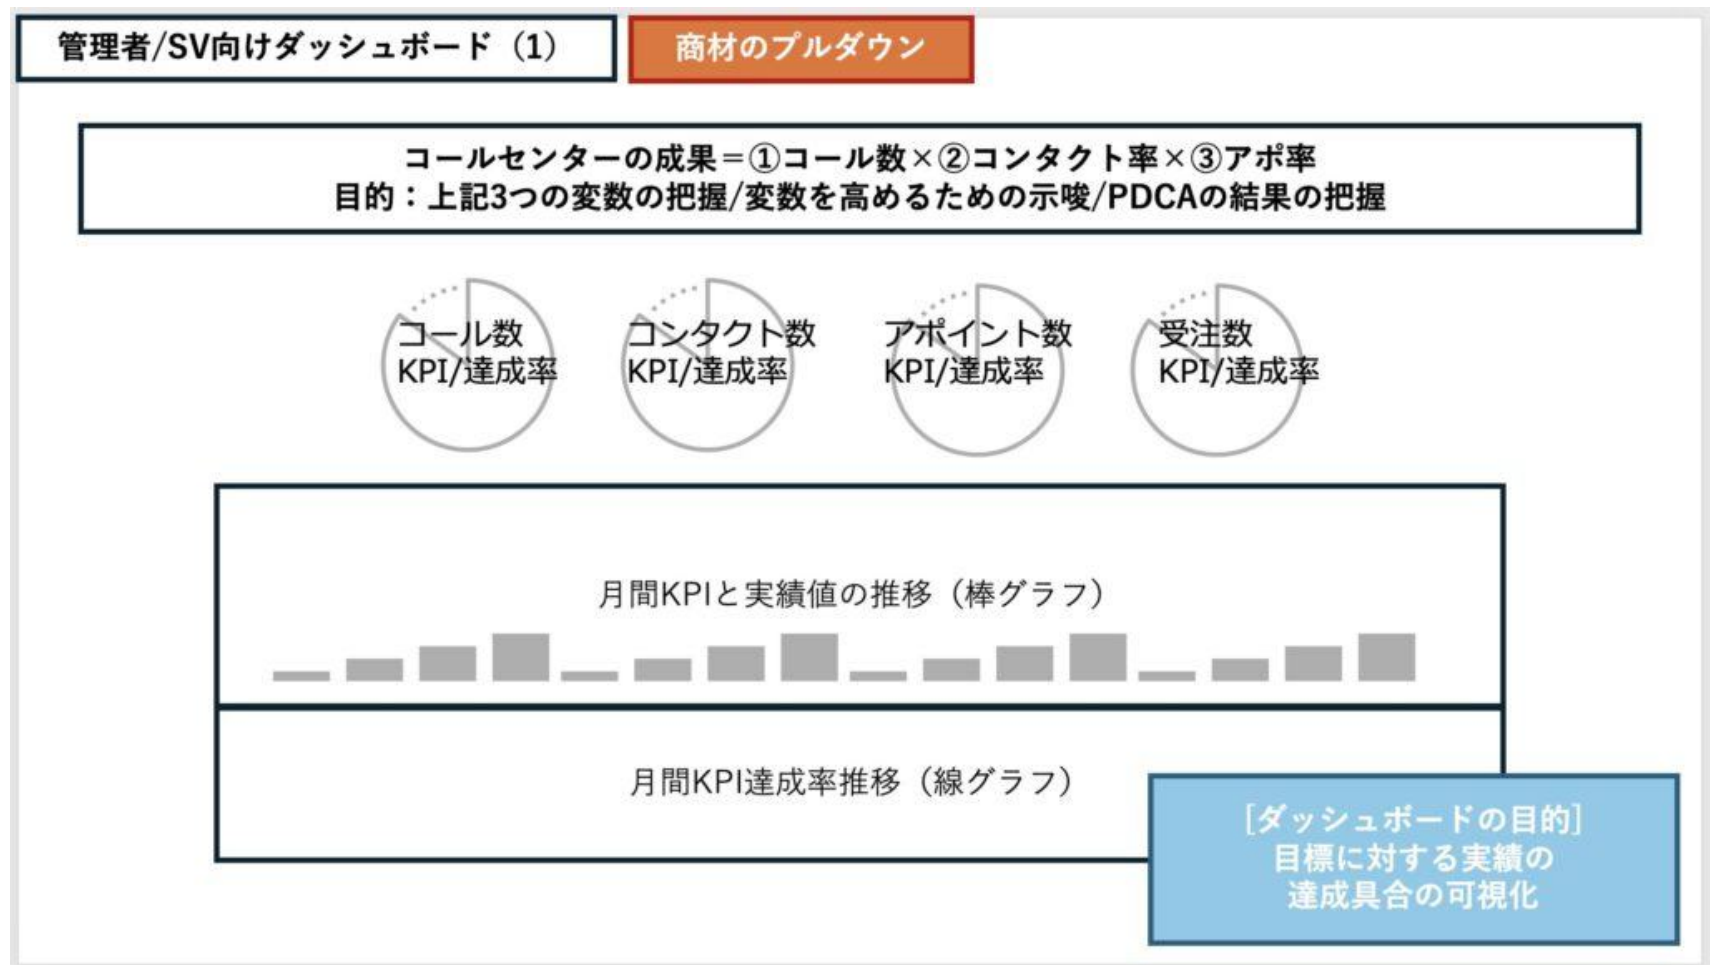 管理者/SV向けダッシュボード（1）
商材のプルダウン
コールセンターの成果＝①コール数×②コンタクト率×③アポ率
目的：上記3つの変数の把握/変数を高めるための示唆/PDCAの結果の把握
コール数
KPI/達成率
コンタクト数
KPI/達成率
アポイント数
KPI/達成率
受注数
KPI/達成率
月間KPIと実績値の推移（棒グラフ）
月間KPI達成率推移（線グラフ）
[ダッシュボードの目的]
目標に対する実績の
達成具合の可視化